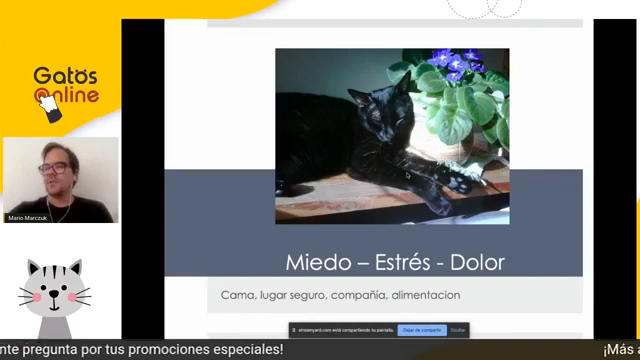 Gatos
Online
Mario Marczuk
Miedo – Estrés - Dolor
Cama, lugar seguro, compañía, alimentacion
streamyard.com está compartiendo tu pantalla.
Dejar de compartir
Ocultar
nte pregunta por tus promociones especiales!
¡Más a